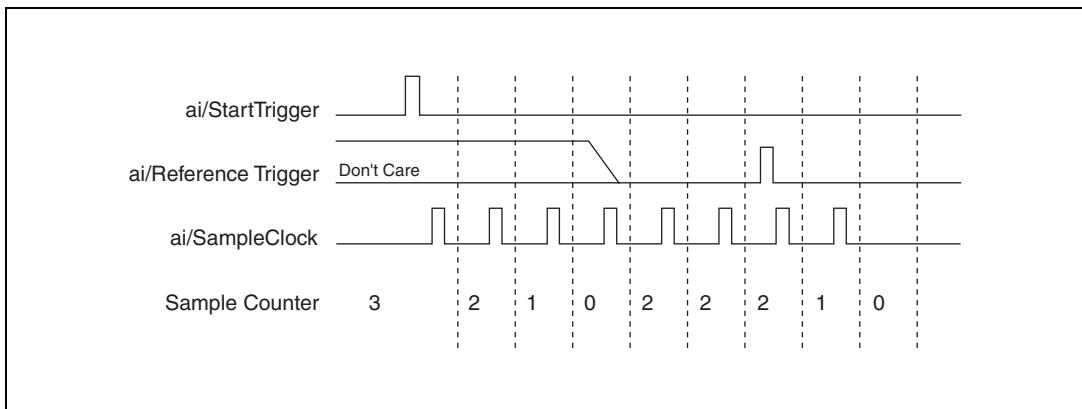 ai/StartTrigger
ai/Reference Trigger Don't Care
ai/SampleClock
Sample Counter 3 2 1 0 2 2 2 1 0